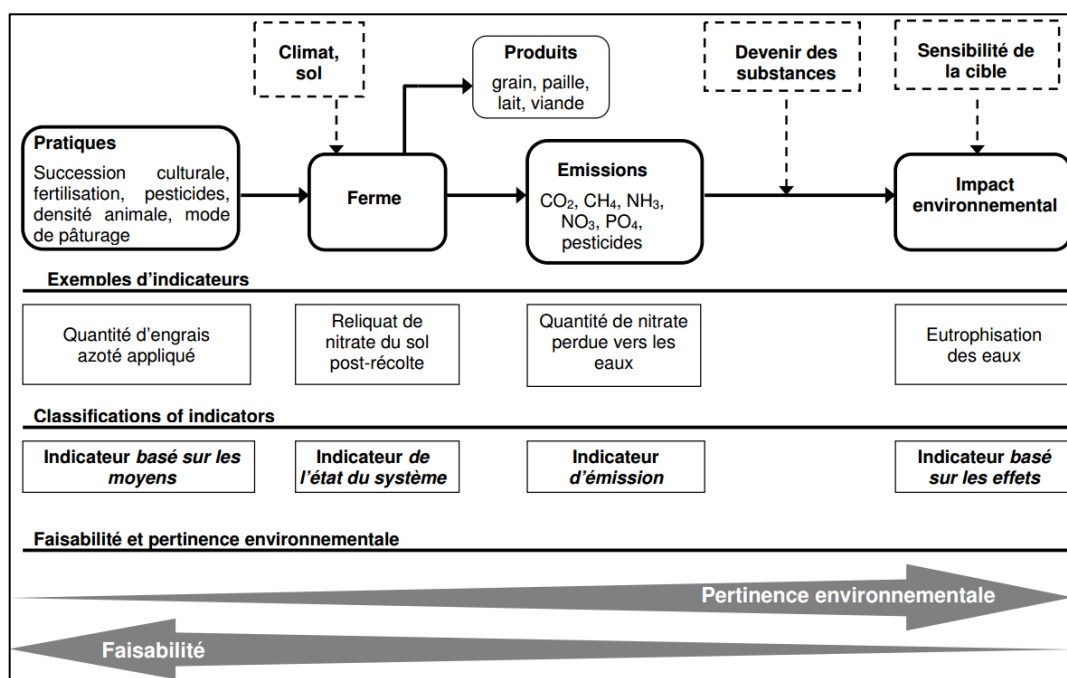 Climat,
sol
Produits
grain, paille,
lait, viande
Devenir des
substances
Sensibilité de
la cible
Pratiques
Succession culturale,
fertilisation, pesticides,
densité animale, mode
de pâturage
Ferme
Emissions
CO₂, CH₄, NH₃,
NO₃, PO₄,
pesticides
Impact
environnemental
Exemples d'indicateurs
Quantité d'engrais
azoté appliqué
Reliquat de
nitrate du sol
post-récolte
Quantité de nitrate
perdue vers les
eaux
Eutrophisation
des eaux
Classifications of indicators
Indicateur basé sur les
moyens
Indicateur de
l'état du système
Indicateur
d'émission
Indicateur basé
sur les effets
Faisabilité et pertinence environnementale
Pertinence environnementale
Faisabilité